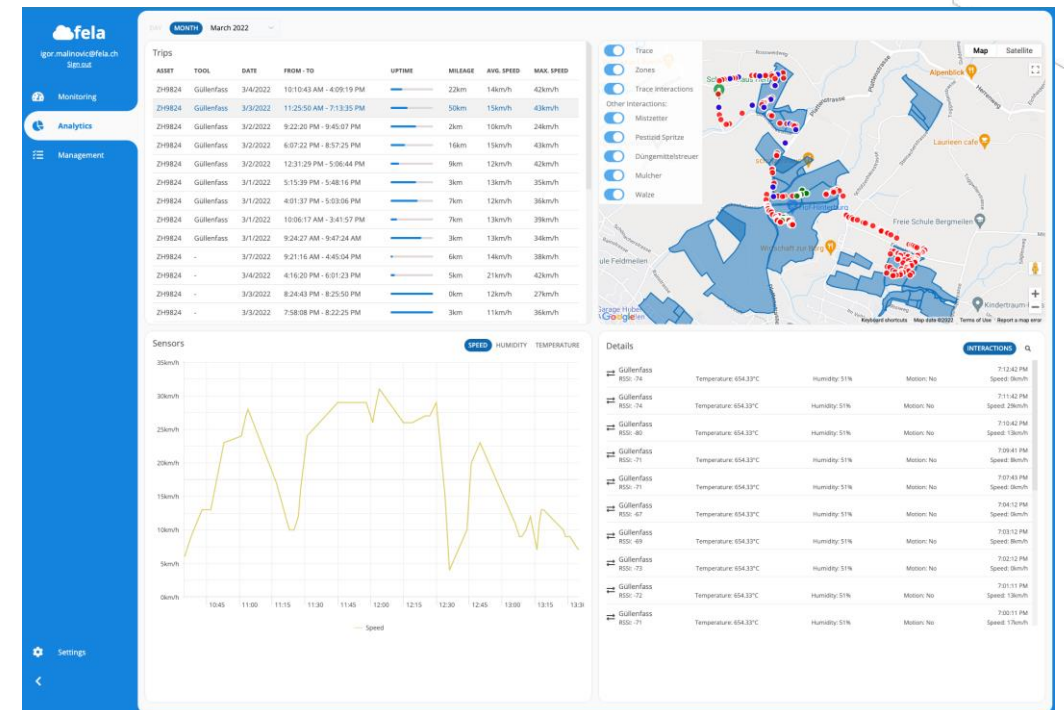 fela
igor.malinovic@fela.ch
Sign out
Monitoring
Analytics
Management
Settings
DAY MONTH March 2022
Trips
ASSET TOOL DATE FROM - TO UPTIME MILEAGE AVG. SPEED MAX. SPEED
ZH9824 Güllenfass 3/4/2022 10:10:43 AM - 4:09:19 PM 22km 14km/h 42km/h
ZH9824 Güllenfass 3/3/2022 11:25:50 AM - 7:13:35 PM 50km 15km/h 43km/h
ZH9824 Güllenfass 3/2/2022 9:22:20 PM - 9:45:07 PM 2km 10km/h 24km/h
ZH9824 Güllenfass 3/2/2022 6:07:22 PM - 8:57:25 PM 16km 15km/h 43km/h
ZH9824 Güllenfass 3/2/2022 12:31:29 PM - 5:06:44 PM 9km 12km/h 42km/h
ZH9824 Güllenfass 3/1/2022 5:15:39 PM - 5:48:16 PM 3km 13km/h 35km/h
ZH9824 Güllenfass 3/1/2022 4:01:37 PM - 5:03:06 PM 7km 12km/h 36km/h
ZH9824 Güllenfass 3/1/2022 10:06:17 AM - 3:41:57 PM 7km 13km/h 39km/h
ZH9824 Güllenfass 3/1/2022 9:24:27 AM - 9:47:24 AM 3km 13km/h 34km/h
ZH9824 - 3/7/2022 9:21:16 AM - 4:45:04 PM 6km 14km/h 38km/h
ZH9824 - 3/4/2022 4:16:20 PM - 6:01:23 PM 5km 21km/h 42km/h
ZH9824 - 3/3/2022 8:24:43 PM - 8:25:50 PM 0km 12km/h 27km/h
ZH9824 - 3/3/2022 7:58:08 PM - 8:22:25 PM 3km 11km/h 36km/h
Trace
Zones
Trace Interactions
Other Interactions:
Mistzetter
Pestizid Spritze
Düngemittelstreuer
Mulcher
Walze
Map Satellite
Alpenblick
Plattenstrasse
Herrenweg
Laurieen cafe
Freie Schule Bergmeilen
Wirtschaft zur Burg
ule Feldmeilen
Garage Huber
Kindertraum-
Google
Keyboard shortcuts Map data ©2022 Terms of Use Report a map error
Sensors
SPEED HUMIDITY TEMPERATURE
35km/h
30km/h
25km/h
20km/h
15km/h
10km/h
5km/h
0km/h
10:45 11:00 11:15 11:30 11:45 12:00 12:15 12:30 12:45 13:00 13:15 13:3
Speed
Details
INTERACTIONS
Güllenfass 7:12:42 PM
RSSI: -74 Temperature: 654.33°C Humidity: 51% Motion: No Speed: 0km/h
Güllenfass 7:11:42 PM
RSSI: -74 Temperature: 654.33°C Humidity: 51% Motion: No Speed: 29km/h
Güllenfass 7:10:42 PM
RSSI: -80 Temperature: 654.33°C Humidity: 51% Motion: No Speed: 13km/h
Güllenfass 7:09:41 PM
RSSI: -71 Temperature: 654.33°C Humidity: 51% Motion: No Speed: 8km/h
Güllenfass 7:07:43 PM
RSSI: -71 Temperature: 654.33°C Humidity: 51% Motion: No Speed: 0km/h
Güllenfass 7:04:12 PM
RSSI: -67 Temperature: 654.33°C Humidity: 51% Motion: No Speed: 0km/h
Güllenfass 7:03:12 PM
RSSI: -69 Temperature: 654.33°C Humidity: 51% Motion: No Speed: 8km/h
Güllenfass 7:02:12 PM
RSSI: -73 Temperature: 654.33°C Humidity: 51% Motion: No Speed: 0km/h
Güllenfass 7:01:11 PM
RSSI: -72 Temperature: 654.33°C Humidity: 51% Motion: No Speed: 13km/h
Güllenfass 7:00:11 PM
RSSI: -71 Temperature: 654.33°C Humidity: 51% Motion: No Speed: 17km/h